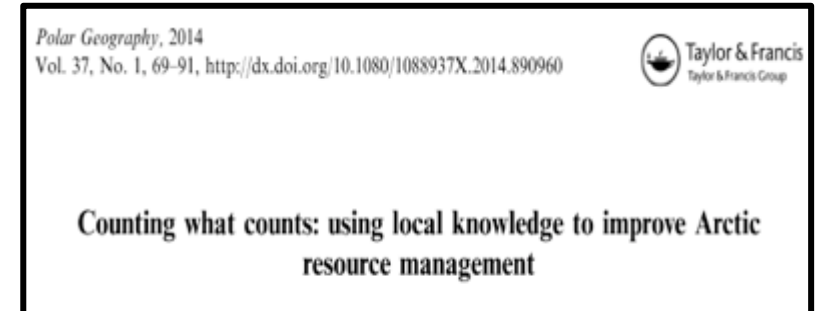 Polar Geography, 2014
Vol. 37, No. 1, 69–91, http://dx.doi.org/10.1080/1088937X.2014.890960
Taylor & Francis
Taylor & Francis Group
Counting what counts: using local knowledge to improve Arctic
resource management